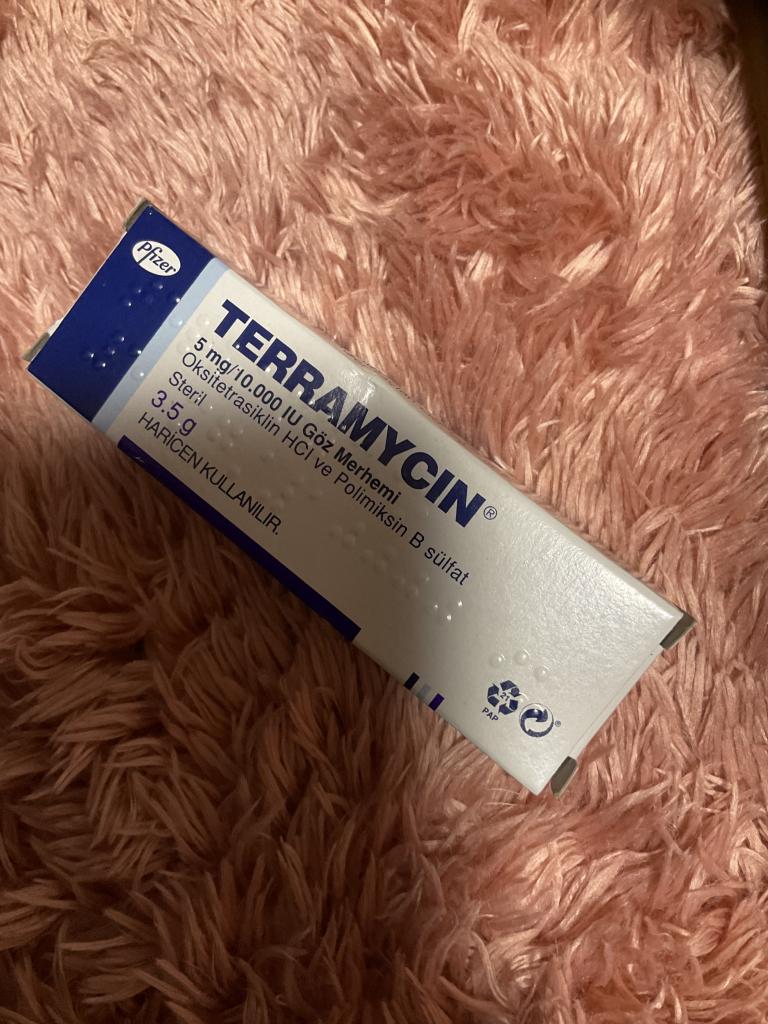 Pfizer
TERRAMYCIN®
5 mg/10.000 IU Göz Merhemi
Oksitetrasiklin HCl ve Polimiksin B sülfat
Steril
3.5 g
HARİCEN KULLANILIR.
21
PAP